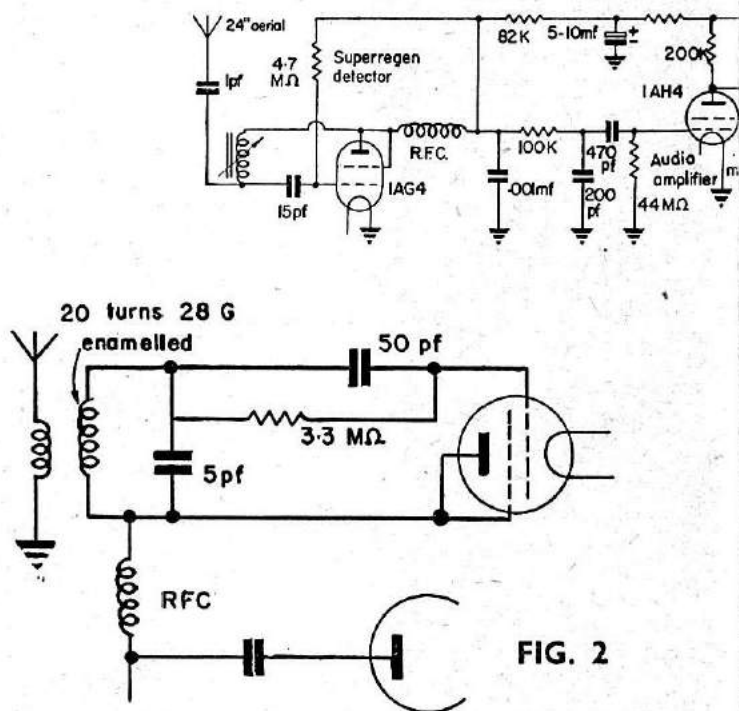 24" aerial
1pf
4·7
MΩ
Superregen
detector
15pf
1AG4
R.F.C.
82K
5-10mf
+
-
200K
1AH4
100K
·001mf
470
pf
200
pf
Audio
amplifier
44MΩ
m
20 turns 28 G
enamelled
50 pf
3·3 MΩ
5pf
RFC
FIG. 2